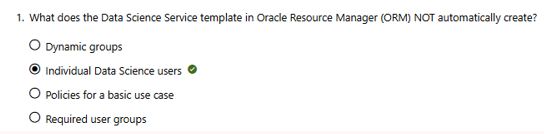 1. What does the Data Science Service template in Oracle Resource Manager (ORM) NOT automatically create?
Dynamic groups
Individual Data Science users
Policies for a basic use case
Required user groups